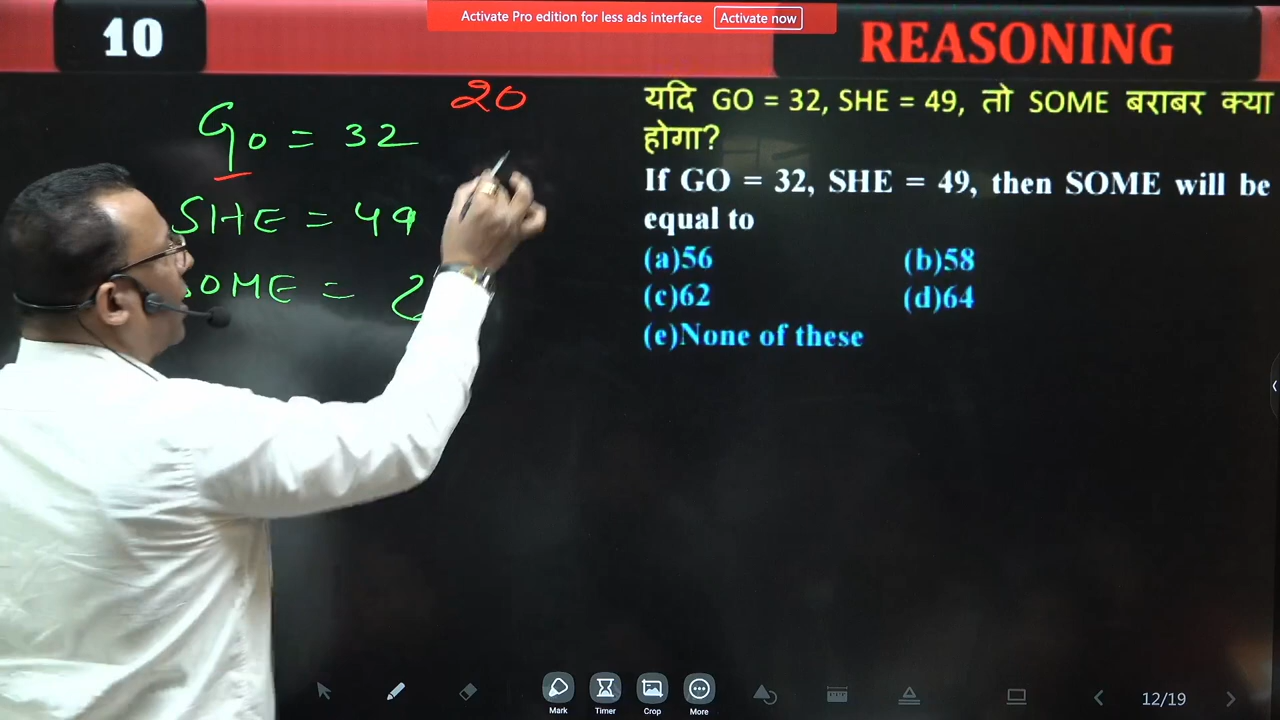 Activate Pro edition for less ads interface Activate now
10
REASONING
20
Go = 32
SHE = 49
SOME =
यदि GO = 32, SHE = 49, तो SOME बराबर क्या
होगा?
If GO = 32, SHE = 49, then SOME will be
equal to
(a)56 (b)58
(c)62 (d)64
(e)None of these
Mark Timer Crop More
12/19